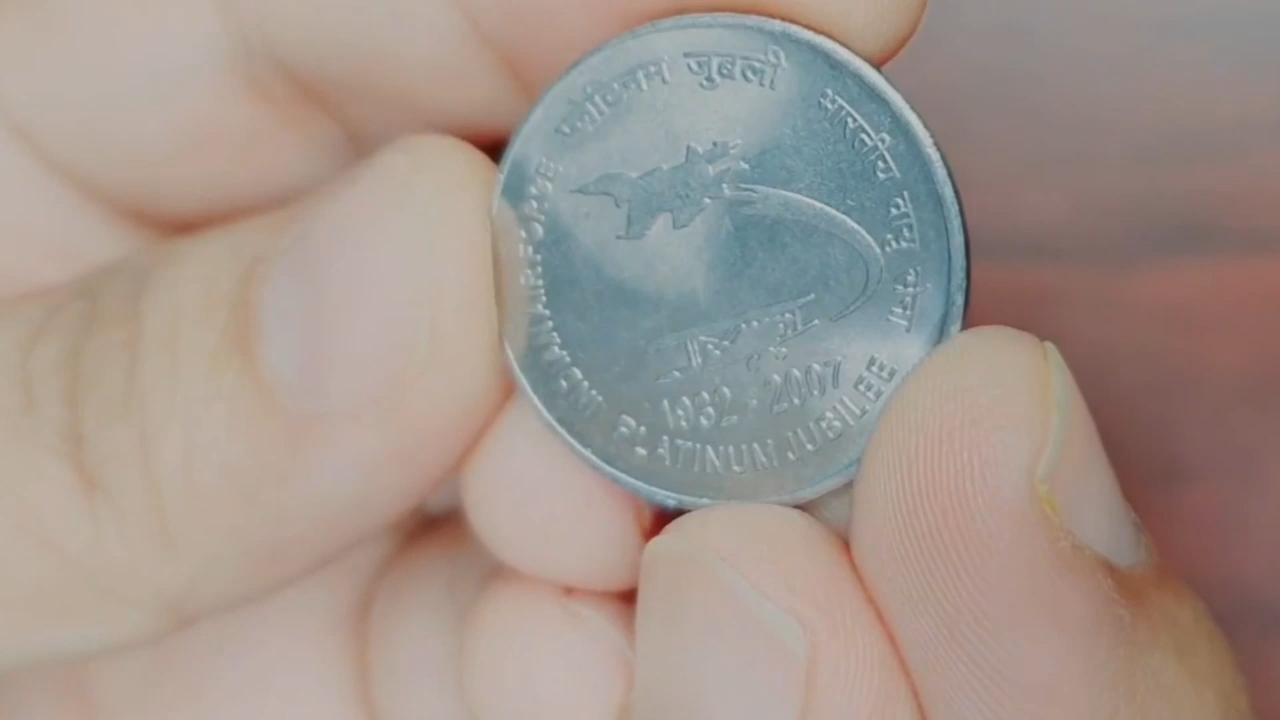 प्लेटिनम जुबली
भारतीय वायु सेना
INDIAN AIR FORCE
1932 - 2007
PLATINUM JUBILEE